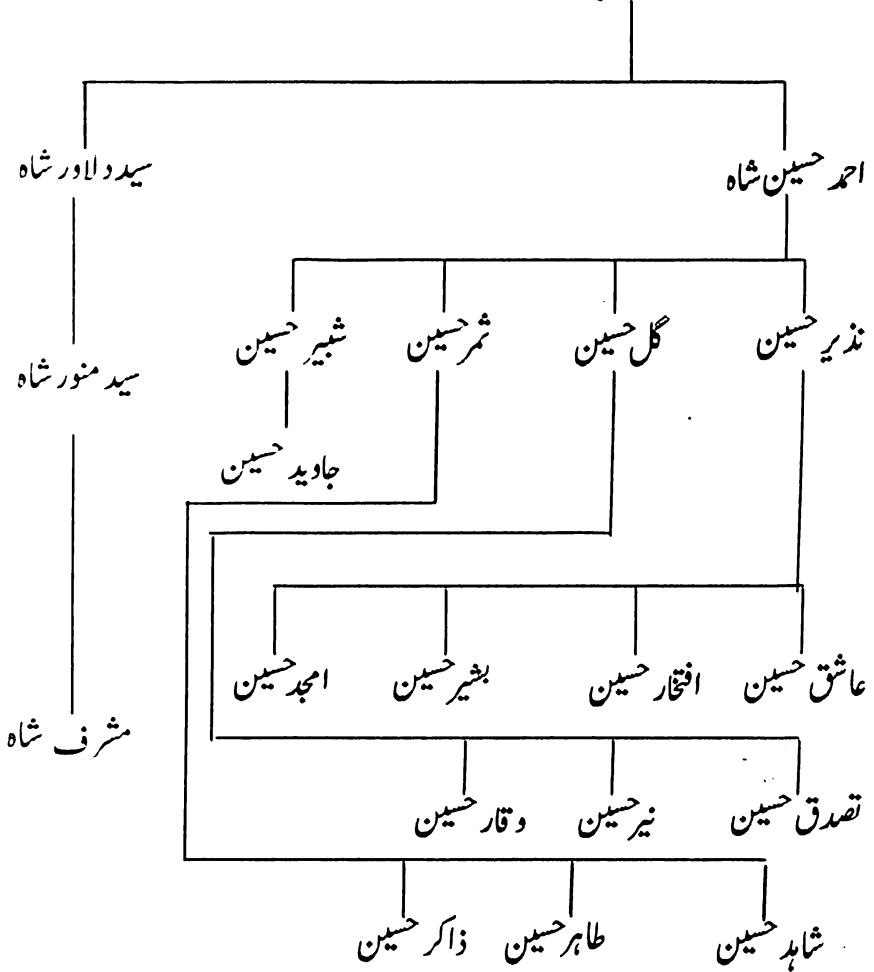 احمد حسین شاہ سید دلاور شاہ
نذیر حسین گل حسین ثمر حسین شبیر حسین
سید منور شاہ
جاوید حسین
عاشق حسین افتخار حسین بشیر حسین امجد حسین
مشرف شاہ
تصدق حسین نیر حسین وقار حسین
شاہد حسین طاہر حسین ذاکر حسین